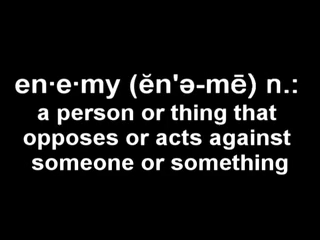 en·e·my (ĕn'ə-mē) n.:
a person or thing that
opposes or acts against
someone or something